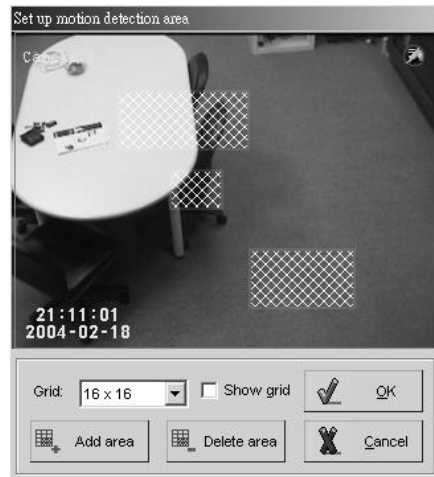 Set up motion detection area
21:11:01
2004-02-18
Grid: 16 x 16 Show grid OK
Add area Delete area Cancel